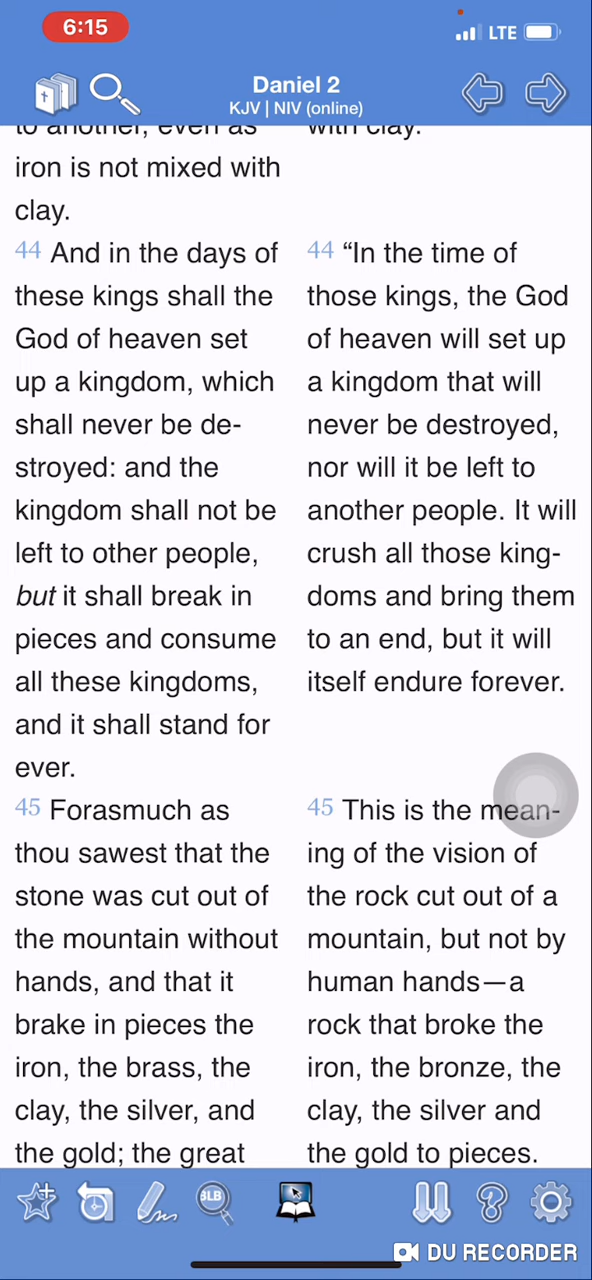 6:15
LTE
Daniel 2
KJV | NIV (online)
to another, even as
iron is not mixed with
clay.
44 And in the days of
these kings shall the
God of heaven set
up a kingdom, which
shall never be de-
stroyed: and the
kingdom shall not be
left to other people,
but it shall break in
pieces and consume
all these kingdoms,
and it shall stand for
ever.
45 Forasmuch as
thou sawest that the
stone was cut out of
the mountain without
hands, and that it
brake in pieces the
iron, the brass, the
clay, the silver, and
the gold; the great
with clay.
44 “In the time of
those kings, the God
of heaven will set up
a kingdom that will
never be destroyed,
nor will it be left to
another people. It will
crush all those king-
doms and bring them
to an end, but it will
itself endure forever.
45 This is the mean-
ing of the vision of
the rock cut out of a
mountain, but not by
human hands—a
rock that broke the
iron, the bronze, the
clay, the silver and
the gold to pieces.
BLB
DU RECORDER